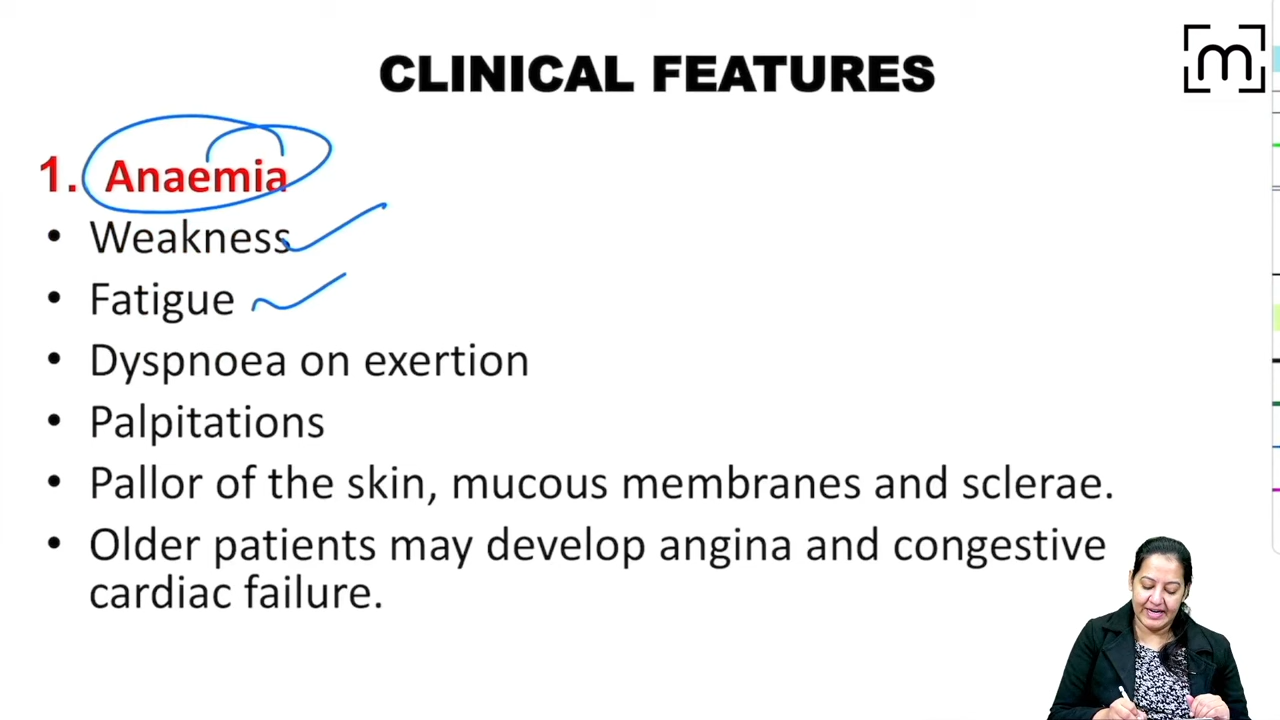 CLINICAL FEATURES
m
1. Anaemia
• Weakness
• Fatigue
• Dyspnoea on exertion
• Palpitations
• Pallor of the skin, mucous membranes and sclerae.
• Older patients may develop angina and congestive
cardiac failure.